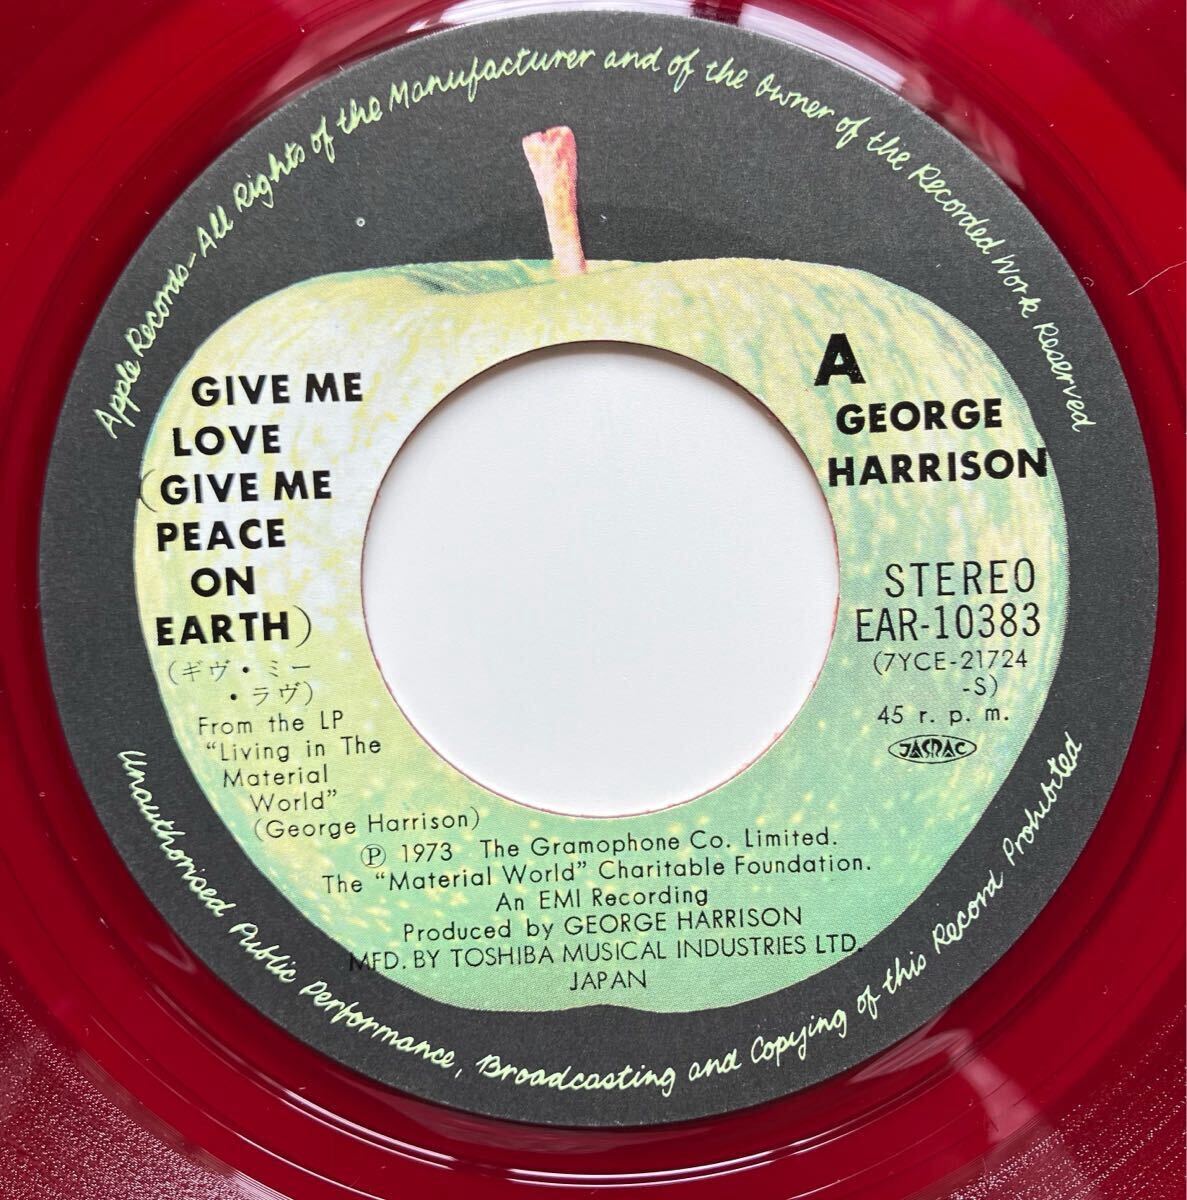 Apple Records-All Rights of the Manufacturer and of the Owner of the Recorded Work Reserved
GIVE ME
LOVE
(GIVE ME
PEACE
ON
EARTH)
(ギヴ・ミー
・ラヴ)
From the LP
“Living in The
Material
World”
(George Harrison)
A
GEORGE
HARRISON
STEREO
EAR-10383
(7YCE-21724
-S)
45 r. p. m.
JASRAC
Ⓟ 1973 The Gramophone Co. Limited.
The “Material World” Charitable Foundation.
An EMI Recording
Produced by GEORGE HARRISON
MFD. BY TOSHIBA MUSICAL INDUSTRIES LTD.
JAPAN
Unauthorised Public Performance, Broadcasting and Copying of this Record Prohibited